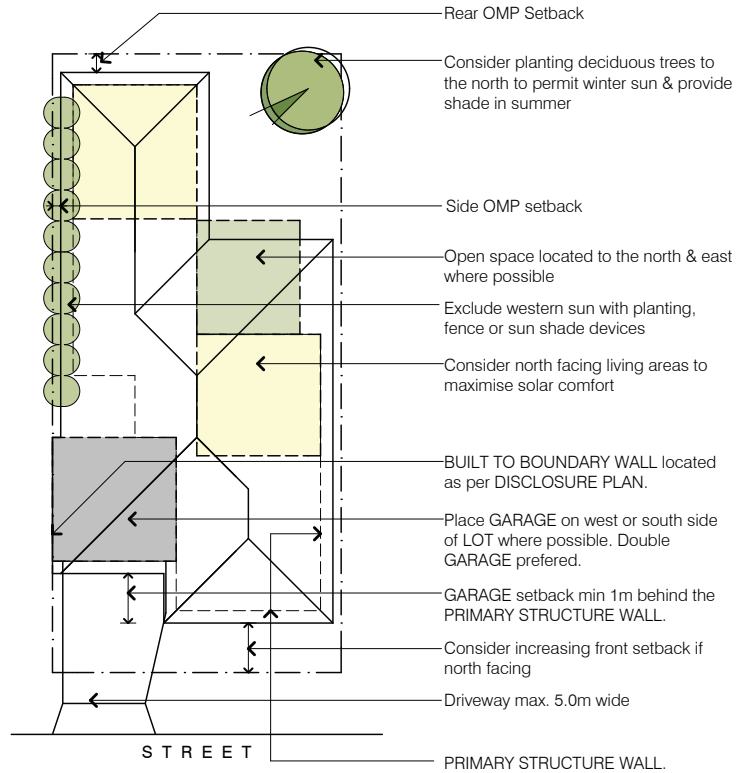 Rear OMP Setback
Consider planting deciduous trees to
the north to permit winter sun & provide
shade in summer
Side OMP setback
Open space located to the north & east
where possible
Exclude western sun with planting,
fence or sun shade devices
Consider north facing living areas to
maximise solar comfort
BUILT TO BOUNDARY WALL located
as per DISCLOSURE PLAN.
Place GARAGE on west or south side
of LOT where possible. Double
GARAGE prefered.
GARAGE setback min 1m behind the
PRIMARY STRUCTURE WALL.
Consider increasing front setback if
north facing
Driveway max. 5.0m wide
STREET
PRIMARY STRUCTURE WALL.